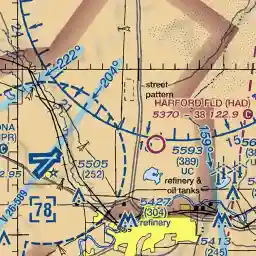 222°
204°
street
pattern
HARFORD FLD (HAD)
5370 - 38 122.9 C
159°
5593
(389)
UC
refinery &
oil tanks
5505
(252)
78
5427
(304)
refinery
5413
(245)